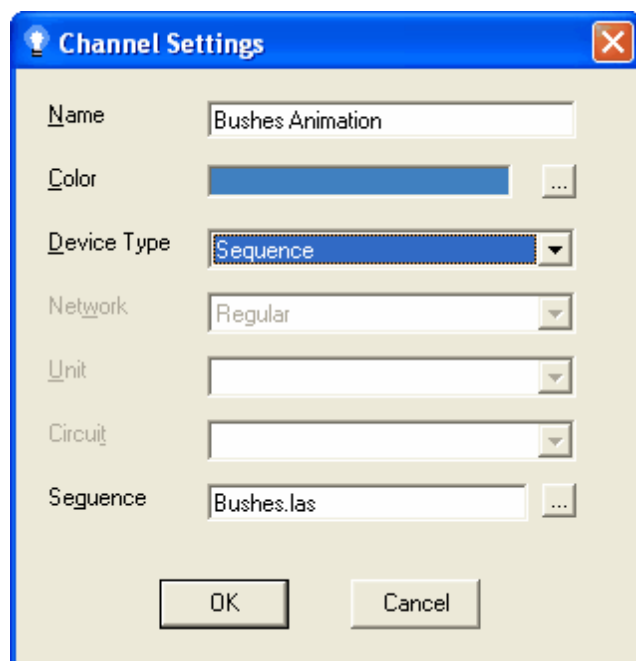 Channel Settings
Name Bushes Animation
Color ...
Device Type Sequence
Network Regular
Unit
Circuit
Sequence Bushes.las ...
OK Cancel